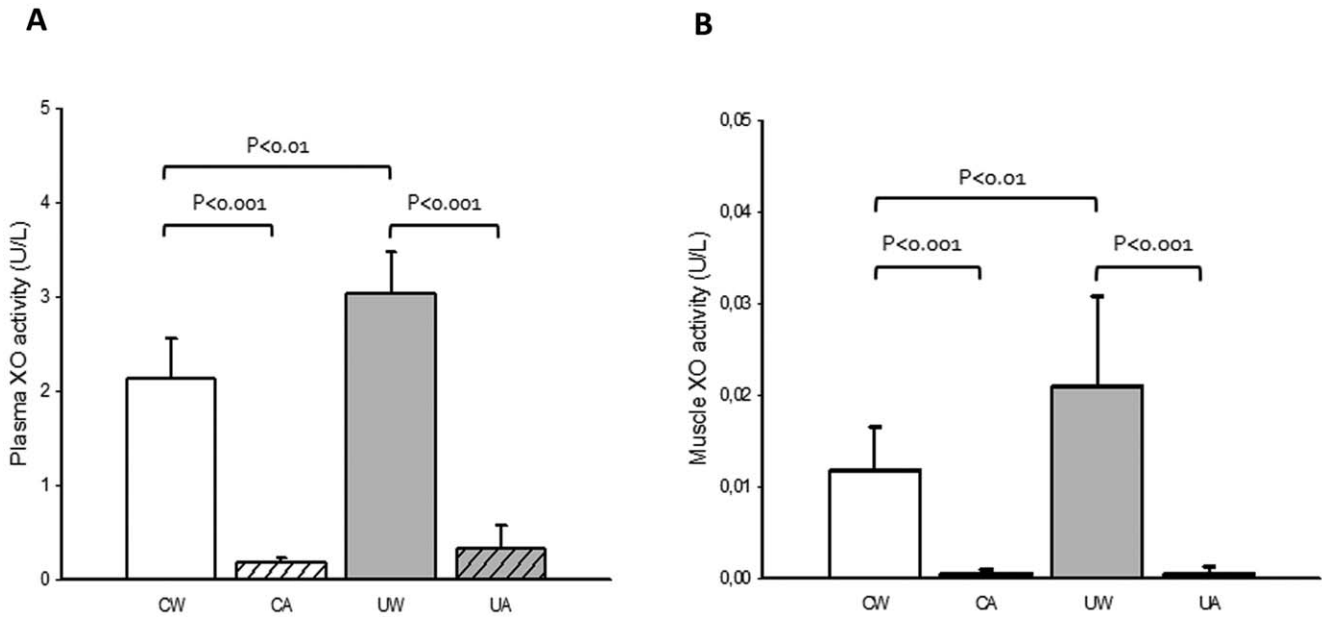 A
Plasma XO activity (U/L)
5
4
3
2
1
0
P<0.01
P<0.001
P<0.001
CW
CA
UW
UA
B
Muscle XO activity (U/L)
0,05
0,04
0,03
0,02
0,01
0,00
P<0.01
P<0.001
P<0.001
CW
CA
UW
UA